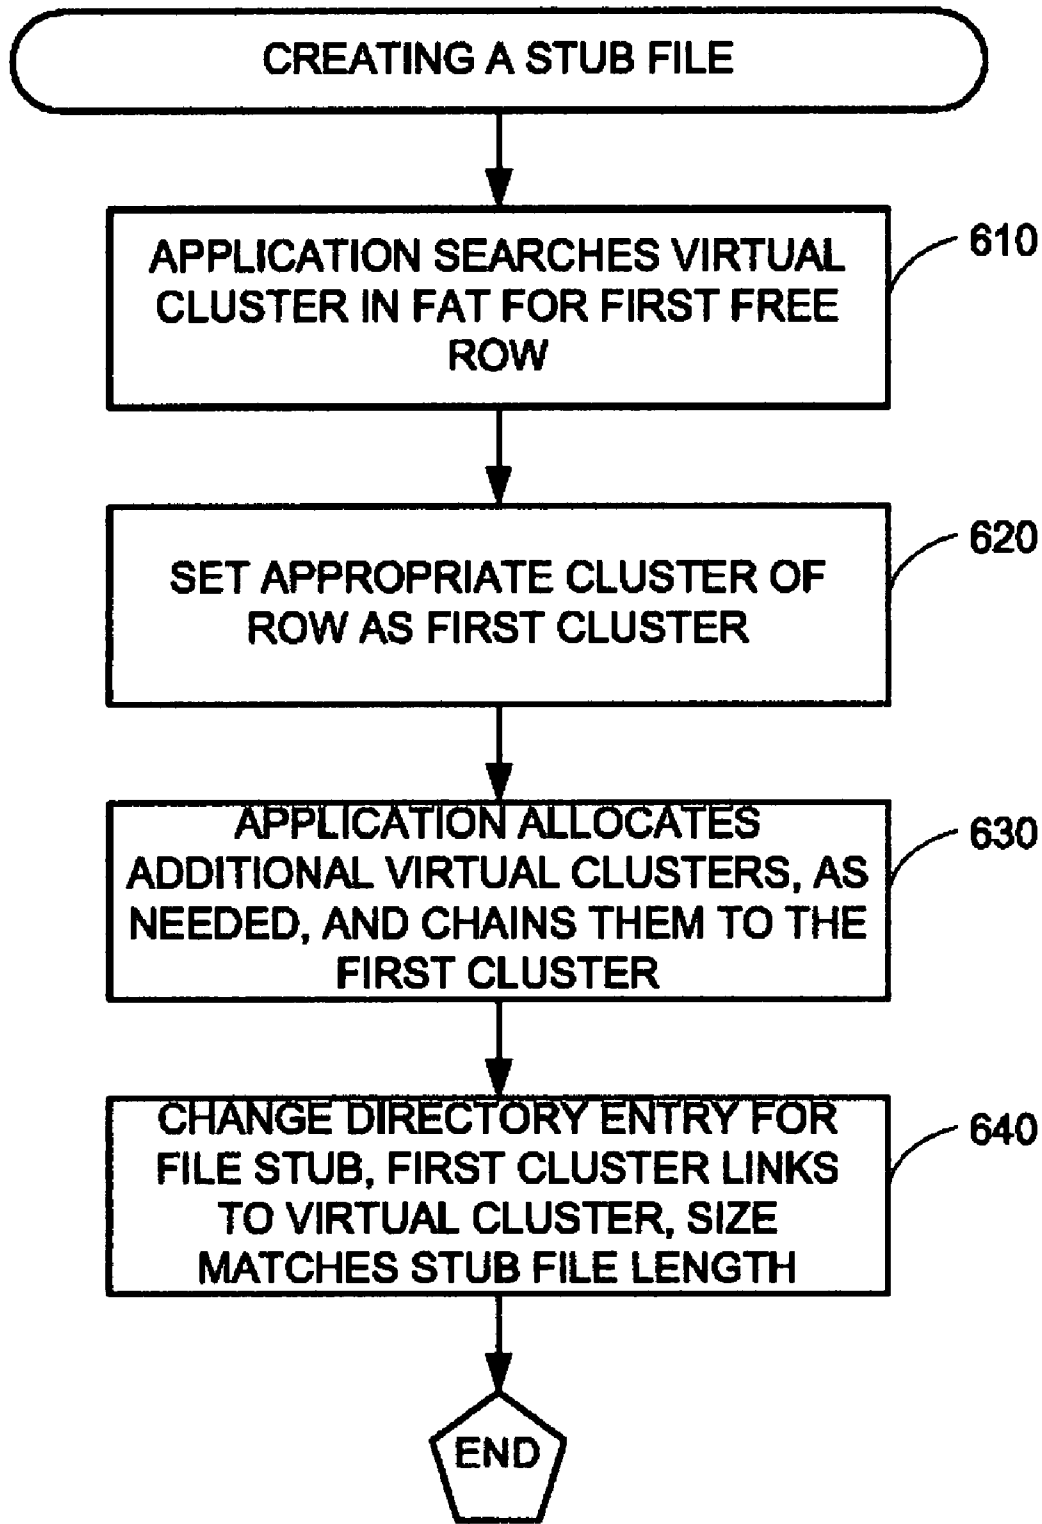 CREATING A STUB FILE
APPLICATION SEARCHES VIRTUAL
CLUSTER IN FAT FOR FIRST FREE
ROW
610
SET APPROPRIATE CLUSTER OF
ROW AS FIRST CLUSTER
620
APPLICATION ALLOCATES
ADDITIONAL VIRTUAL CLUSTERS, AS
NEEDED, AND CHAINS THEM TO THE
FIRST CLUSTER
630
CHANGE DIRECTORY ENTRY FOR
FILE STUB, FIRST CLUSTER LINKS
TO VIRTUAL CLUSTER, SIZE
MATCHES STUB FILE LENGTH
640
END